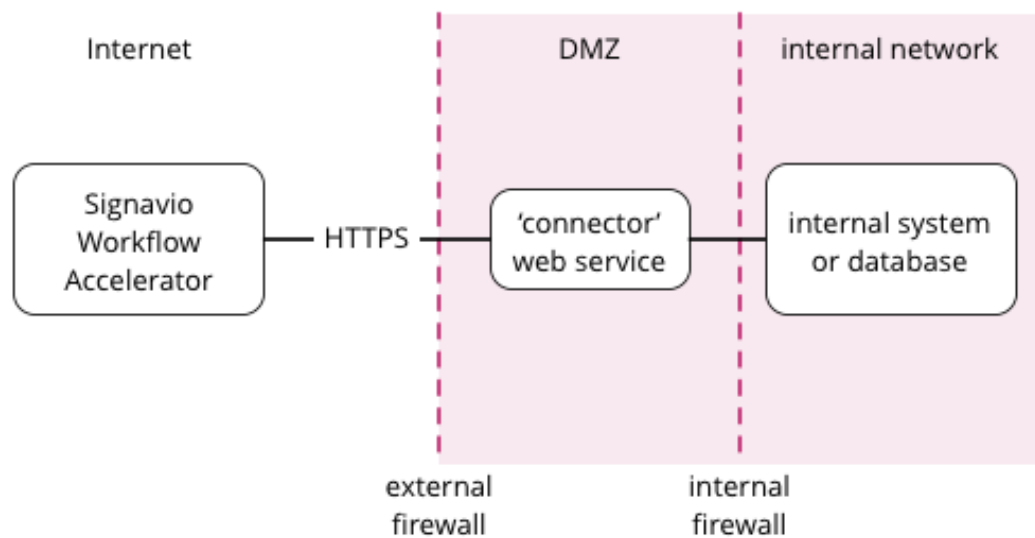 Internet
DMZ
internal network
Signavio
Workflow
Accelerator
HTTPS
‘connector’
web service
internal system
or database
external
firewall
internal
firewall